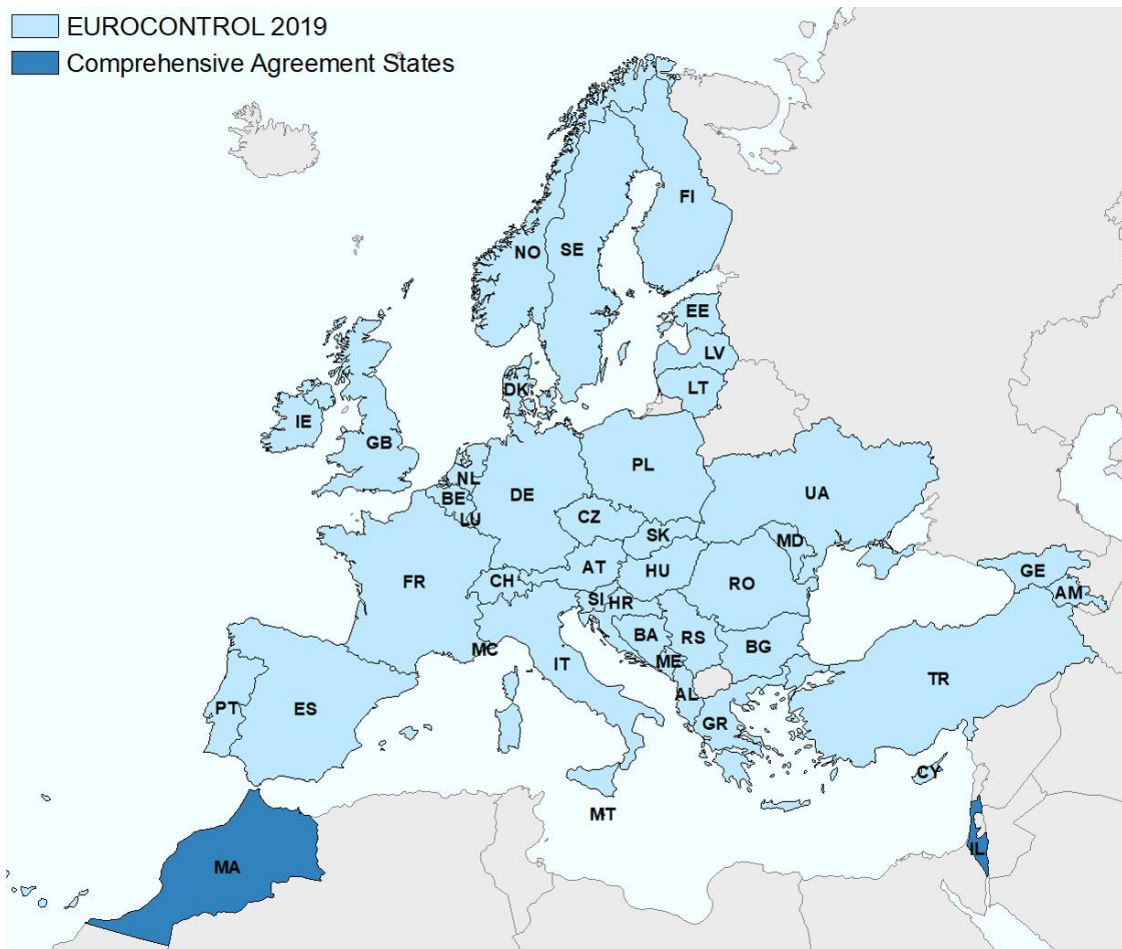 EUROCONTROL 2019
Comprehensive Agreement States
FI
NO
SE
EE
LV
LT
DK
IE
GB
NL
BE
LU
DE
PL
UA
CZ
SK
MD
FR
CH
AT
HU
RO
GE
AM
SI
HR
BA
RS
BG
MC
IT
ME
AL
TR
PT
ES
GR
CY
MT
MA
IL